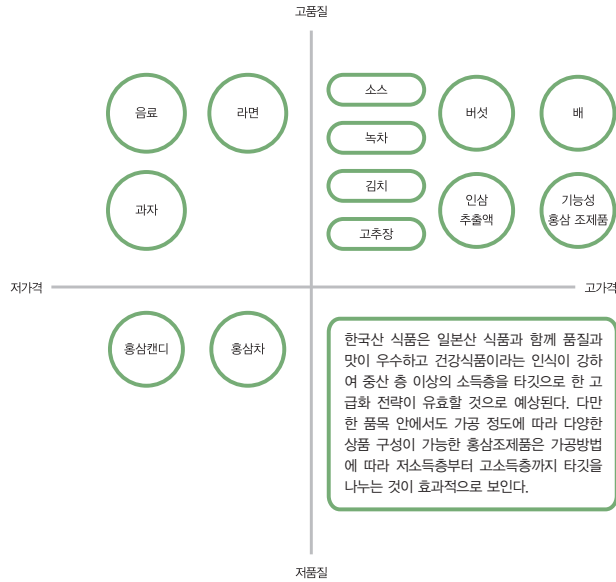 고품질
음료
라면
소스
버섯
배
녹차
과자
김치
인삼
추출액
기능성
홍삼 조제품
고추장
저가격
고가격
홍삼캔디
홍삼차
한국산 식품은 일본산 식품과 함께 품질과
맛이 우수하고 건강식품이라는 인식이 강하
여 중산 층 이상의 소득층을 타깃으로 한 고
급화 전략이 유효할 것으로 예상된다. 다만
한 품목 안에서도 가공 정도에 따라 다양한
상품 구성이 가능한 홍삼조제품은 가공방법
에 따라 저소득층부터 고소득층까지 타깃을
나누는 것이 효과적으로 보인다.
저품질